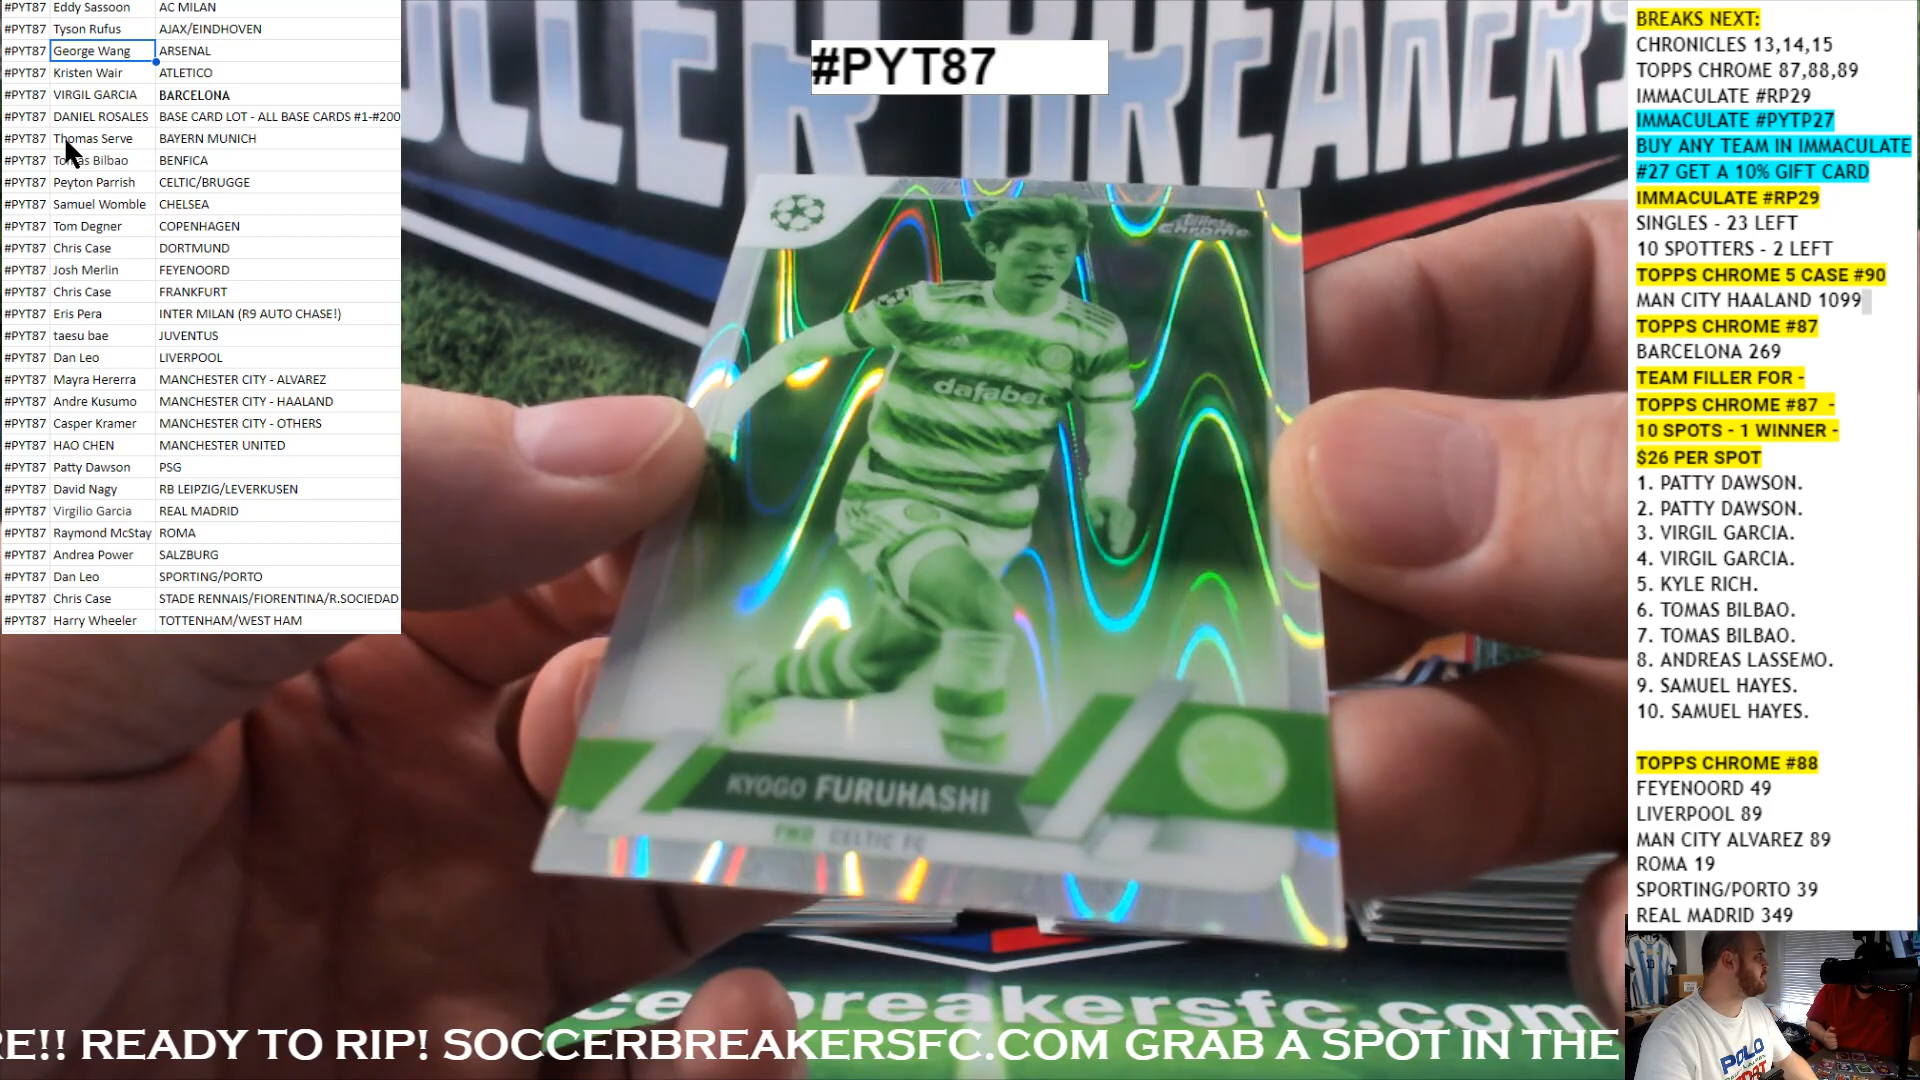 #PYT87 Eddy Sassoon AC MILAN
#PYT87 Tyson Rufus AJAX/EINDHOVEN
#PYT87 George Wang ARSENAL
#PYT87 Kristen Wair ATLETICO
#PYT87 VIRGIL GARCIA BARCELONA
#PYT87 DANIEL ROSALES BASE CARD LOT - ALL BASE CARDS #1-#200
#PYT87 Thomas Serve BAYERN MUNICH
#PYT87 Tomas Bilbao BENFICA
#PYT87 Peyton Parrish CELTIC/BRUGGE
#PYT87 Samuel Womble CHELSEA
#PYT87 Tom Degner COPENHAGEN
#PYT87 Chris Case DORTMUND
#PYT87 Josh Merlin FEYENOORD
#PYT87 Chris Case FRANKFURT
#PYT87 Eris Pera INTER MILAN (R9 AUTO CHASE!)
#PYT87 taesu bae JUVENTUS
#PYT87 Dan Leo LIVERPOOL
#PYT87 Mayra Hererra MANCHESTER CITY - ALVAREZ
#PYT87 Andre Kusumo MANCHESTER CITY - HAALAND
#PYT87 Casper Kramer MANCHESTER CITY - OTHERS
#PYT87 HAO CHEN MANCHESTER UNITED
#PYT87 Patty Dawson PSG
#PYT87 David Nagy RB LEIPZIG/LEVERKUSEN
#PYT87 Virgilio Garcia REAL MADRID
#PYT87 Raymond McStay ROMA
#PYT87 Andrea Power SALZBURG
#PYT87 Dan Leo SPORTING/PORTO
#PYT87 Chris Case STADE RENNAIS/FIORENTINA/R.SOCIEDAD
#PYT87 Harry Wheeler TOTTENHAM/WEST HAM
#PYT87
SOCCER BREAKERS
Topps Chrome
dafabet
KYOGO FURUHASHI
FWD CELTIC FC
soccerbreakersfc.com
RE!! READY TO RIP! SOCCERBREAKERSFC.COM GRAB A SPOT IN THE
BREAKS NEXT:
CHRONICLES 13,14,15
TOPPS CHROME 87,88,89
IMMACULATE #RP29
IMMACULATE #PYTP27
BUY ANY TEAM IN IMMACULATE
#27 GET A 10% GIFT CARD
IMMACULATE #RP29
SINGLES - 23 LEFT
10 SPOTTERS - 2 LEFT
TOPPS CHROME 5 CASE #90
MAN CITY HAALAND 1099
TOPPS CHROME #87
BARCELONA 269
TEAM FILLER FOR -
TOPPS CHROME #87 -
10 SPOTS - 1 WINNER -
$26 PER SPOT
1. PATTY DAWSON.
2. PATTY DAWSON.
3. VIRGIL GARCIA.
4. VIRGIL GARCIA.
5. KYLE RICH.
6. TOMAS BILBAO.
7. TOMAS BILBAO.
8. ANDREAS LASSEMO.
9. SAMUEL HAYES.
10. SAMUEL HAYES.
TOPPS CHROME #88
FEYENOORD 49
LIVERPOOL 89
MAN CITY ALVAREZ 89
ROMA 19
SPORTING/PORTO 39
REAL MADRID 349
POLO